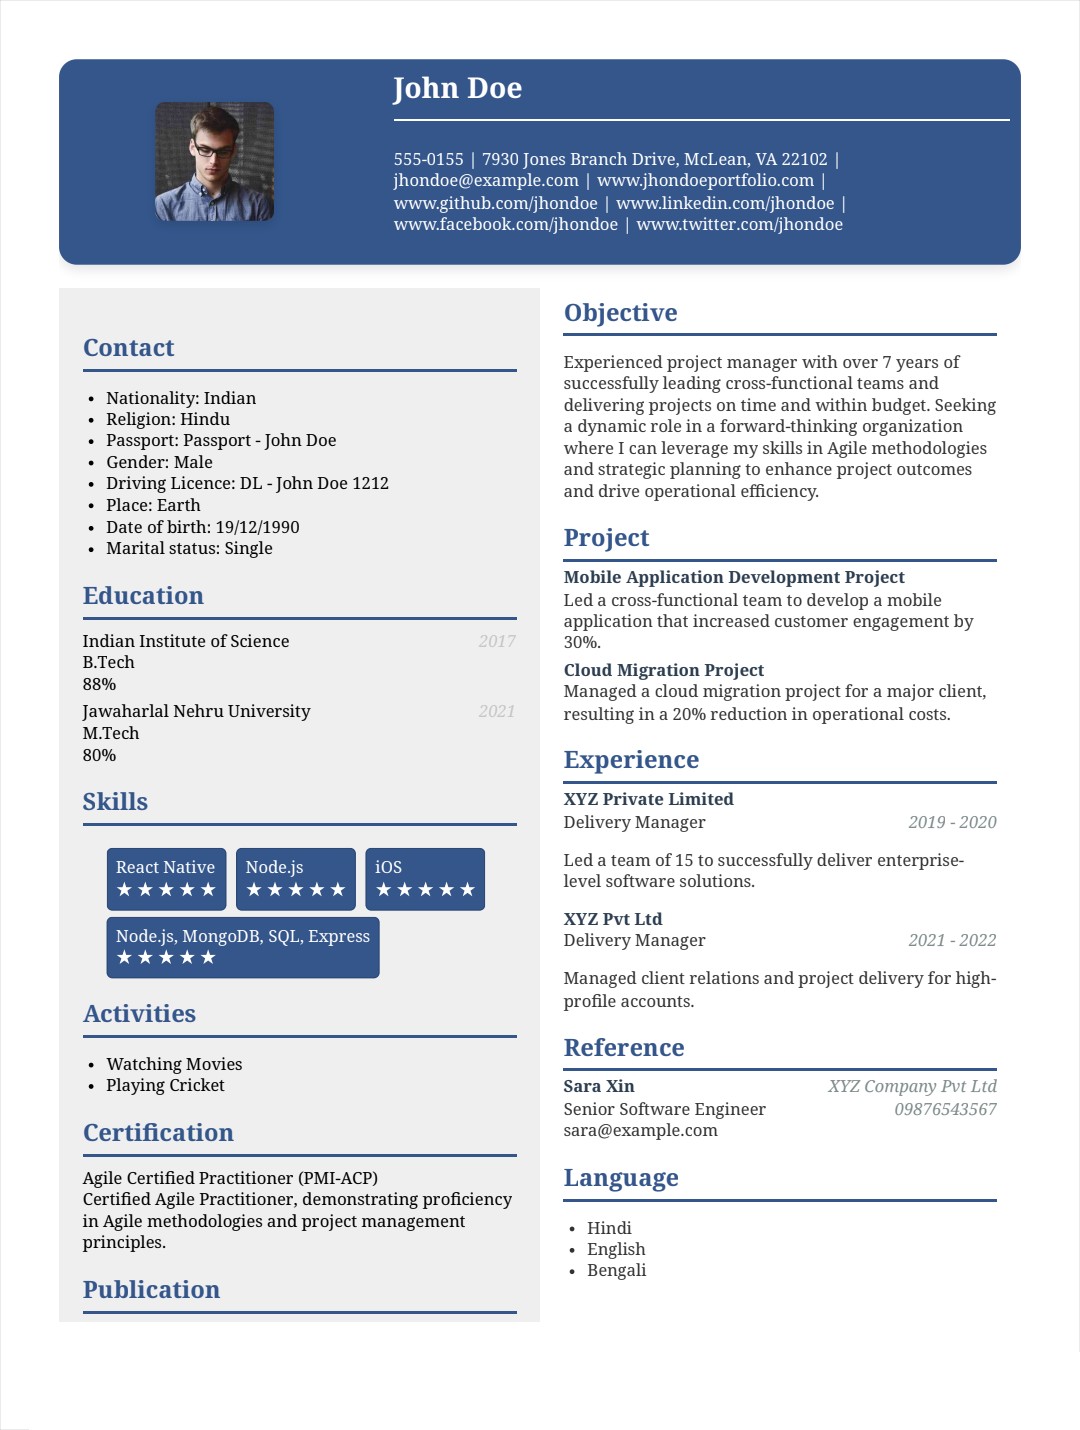 John Doe
555-0155 | 7930 Jones Branch Drive, McLean, VA 22102 |
jhondoe@example.com | www.jhondoeportfolio.com |
www.github.com/jhondoe | www.linkedin.com/jhondoe |
www.facebook.com/jhondoe | www.twitter.com/jhondoe
Contact
• Nationality: Indian
• Religion: Hindu
• Passport: Passport - John Doe
• Gender: Male
• Driving Licence: DL - John Doe 1212
• Place: Earth
• Date of birth: 19/12/1990
• Marital status: Single
Education
Indian Institute of Science 2017
B.Tech
88%
Jawaharlal Nehru University 2021
M.Tech
80%
Skills
React Native Node.js iOS
★★★★★ ★★★★★ ★★★★★
Node.js, MongoDB, SQL, Express
★★★★★
Activities
• Watching Movies
• Playing Cricket
Certification
Agile Certified Practitioner (PMI-ACP)
Certified Agile Practitioner, demonstrating proficiency
in Agile methodologies and project management
principles.
Publication
Objective
Experienced project manager with over 7 years of
successfully leading cross-functional teams and
delivering projects on time and within budget. Seeking
a dynamic role in a forward-thinking organization
where I can leverage my skills in Agile methodologies
and strategic planning to enhance project outcomes
and drive operational efficiency.
Project
Mobile Application Development Project
Led a cross-functional team to develop a mobile
application that increased customer engagement by
30%.
Cloud Migration Project
Managed a cloud migration project for a major client,
resulting in a 20% reduction in operational costs.
Experience
XYZ Private Limited
Delivery Manager 2019 - 2020
Led a team of 15 to successfully deliver enterprise-
level software solutions.
XYZ Pvt Ltd
Delivery Manager 2021 - 2022
Managed client relations and project delivery for high-
profile accounts.
Reference
Sara Xin XYZ Company Pvt Ltd
Senior Software Engineer 09876543567
sara@example.com
Language
• Hindi
• English
• Bengali